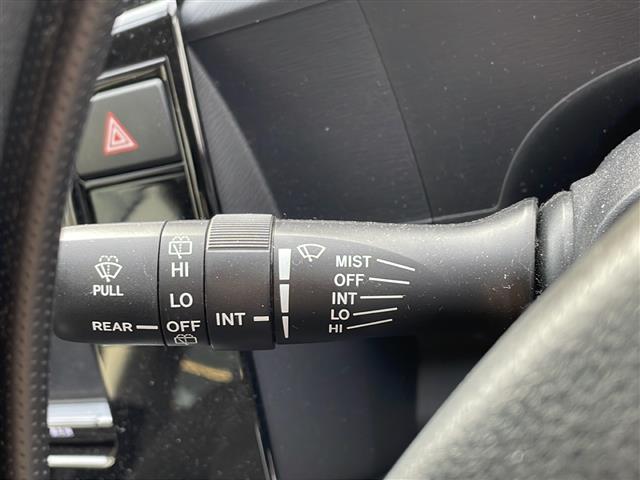 PULL
REAR
HI
LO
OFF
INT
MIST
OFF
INT
LO
HI